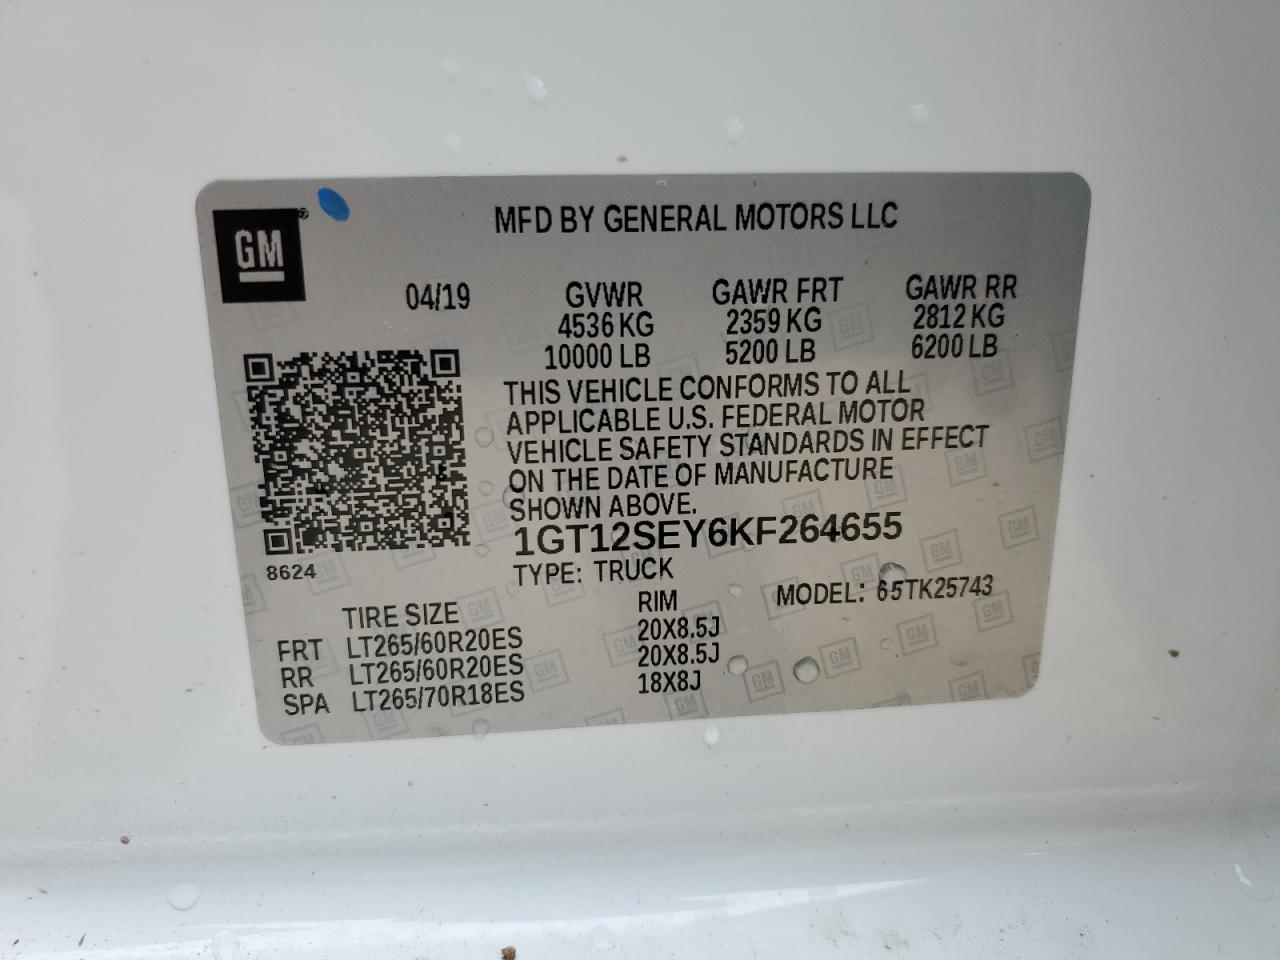 MFD BY GENERAL MOTORS LLC
GM ®
04/19 GVWR GAWR FRT GAWR RR
4536 KG 2359 KG 2812 KG
10000 LB 5200 LB 6200 LB
THIS VEHICLE CONFORMS TO ALL
APPLICABLE U.S. FEDERAL MOTOR
VEHICLE SAFETY STANDARDS IN EFFECT
ON THE DATE OF MANUFACTURE
SHOWN ABOVE.
1GT12SEY6KF264655
8624
TYPE: TRUCK MODEL: 65TK25743
TIRE SIZE RIM
FRT LT265/60R20ES 20X8.5J
RR LT265/60R20ES 20X8.5J
SPA LT265/70R18ES 18X8J